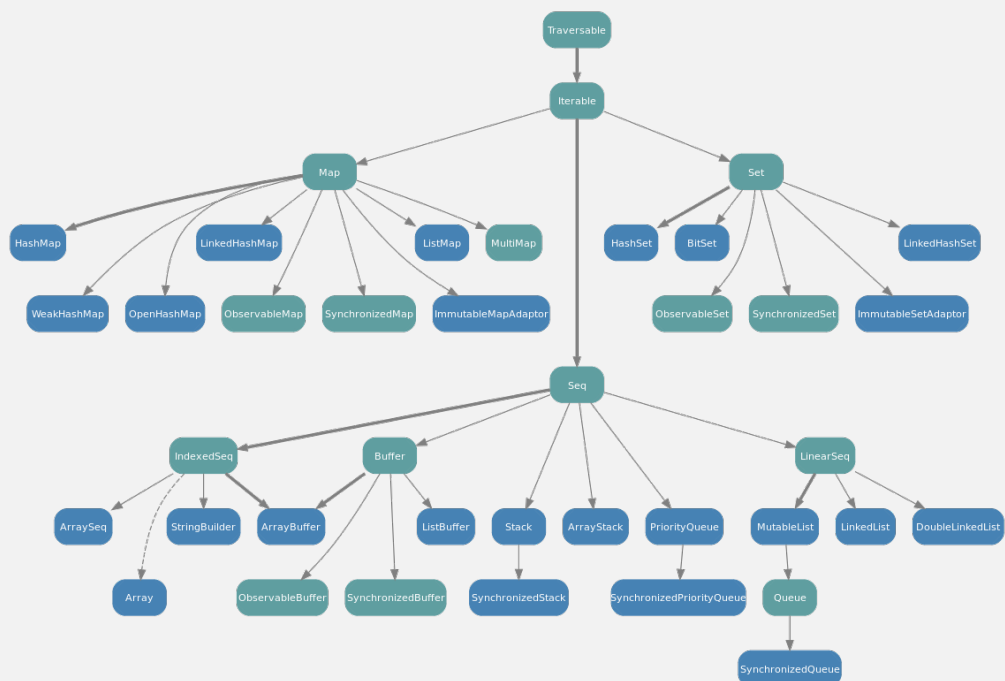 Traversable
Iterable
Map
Set
HashMap
LinkedHashMap
ListMap
MultiMap
HashSet
BitSet
LinkedHashSet
WeakHashMap
OpenHashMap
ObservableMap
SynchronizedMap
ImmutableMapAdaptor
ObservableSet
SynchronizedSet
ImmutableSetAdaptor
Seq
IndexedSeq
Buffer
LinearSeq
ArraySeq
StringBuilder
ArrayBuffer
ListBuffer
Stack
ArrayStack
PriorityQueue
MutableList
LinkedList
DoubleLinkedList
Array
ObservableBuffer
SynchronizedBuffer
SynchronizedStack
SynchronizedPriorityQueue
Queue
SynchronizedQueue